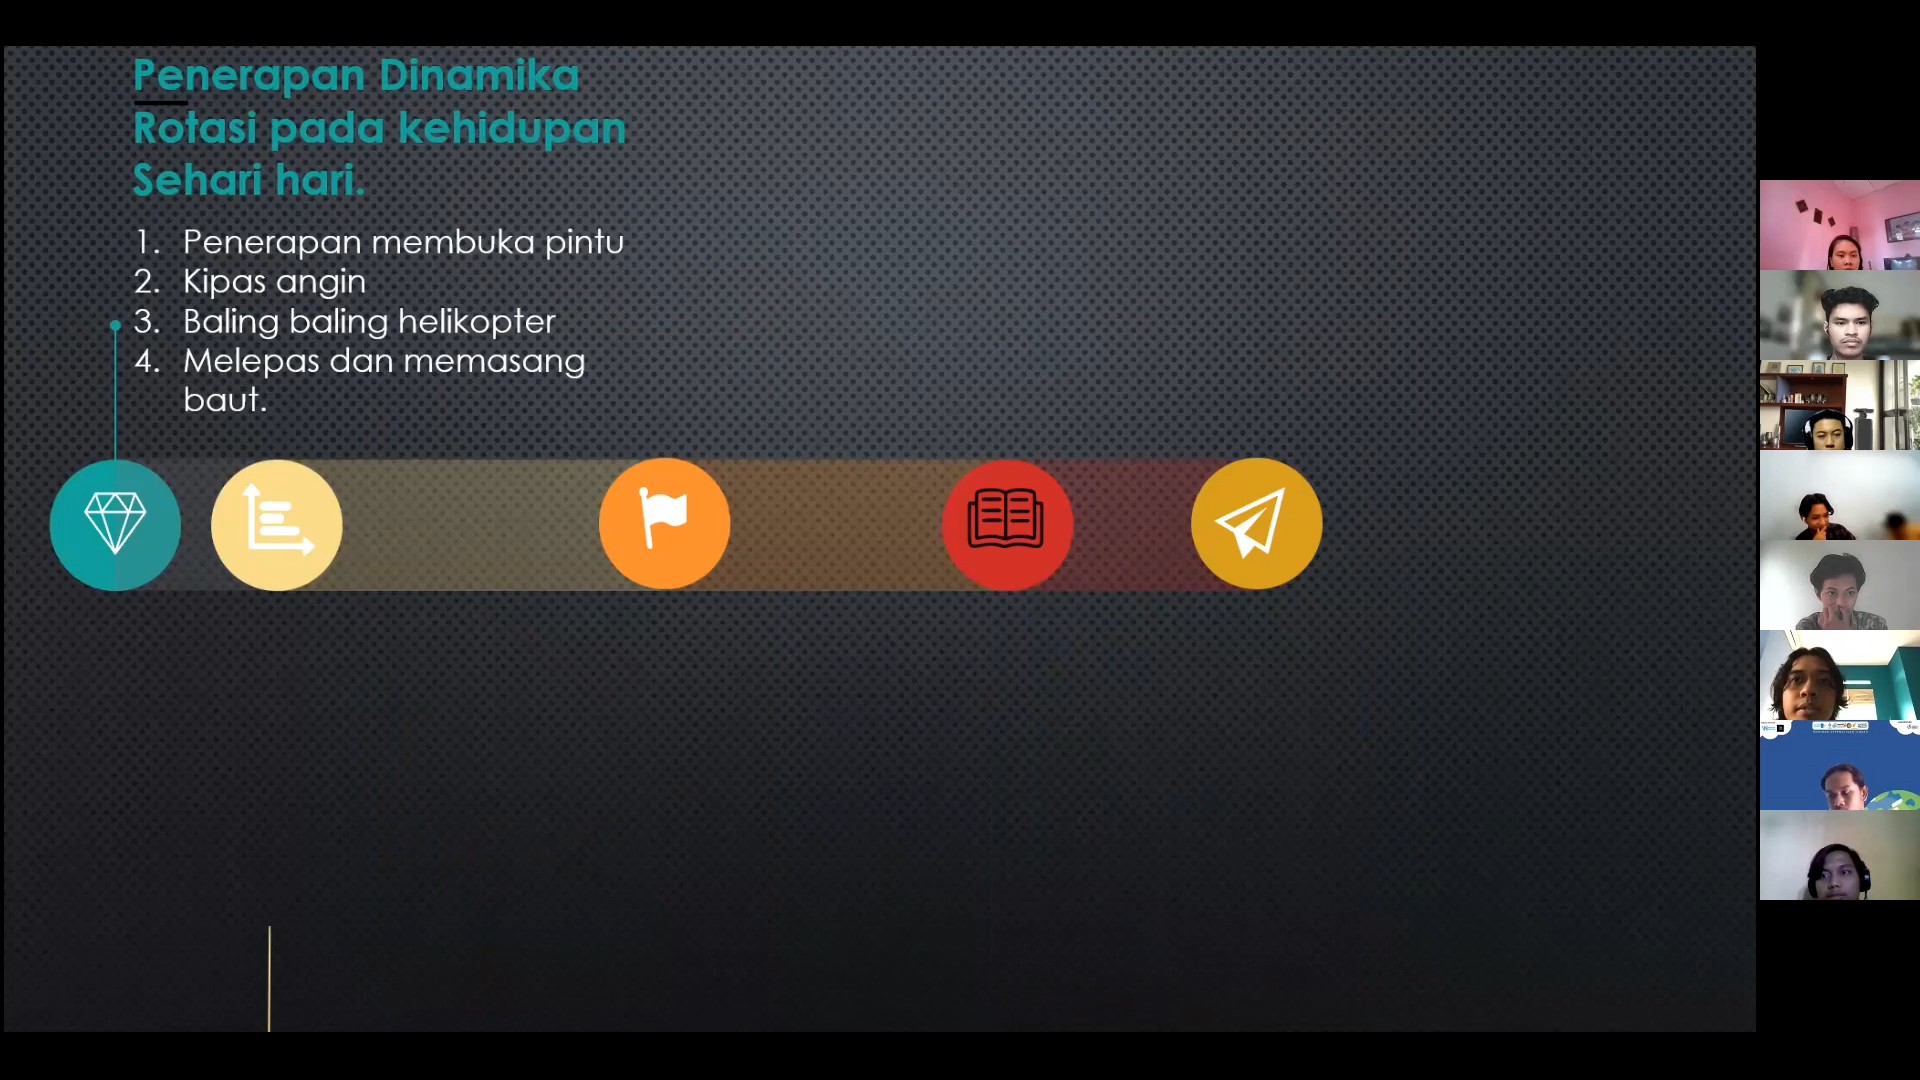 Penerapan Dinamika
Rotasi pada kehidupan
Sehari hari.
1. Penerapan membuka pintu
2. Kipas angin
3. Baling baling helikopter
4. Melepas dan memasang
baut.